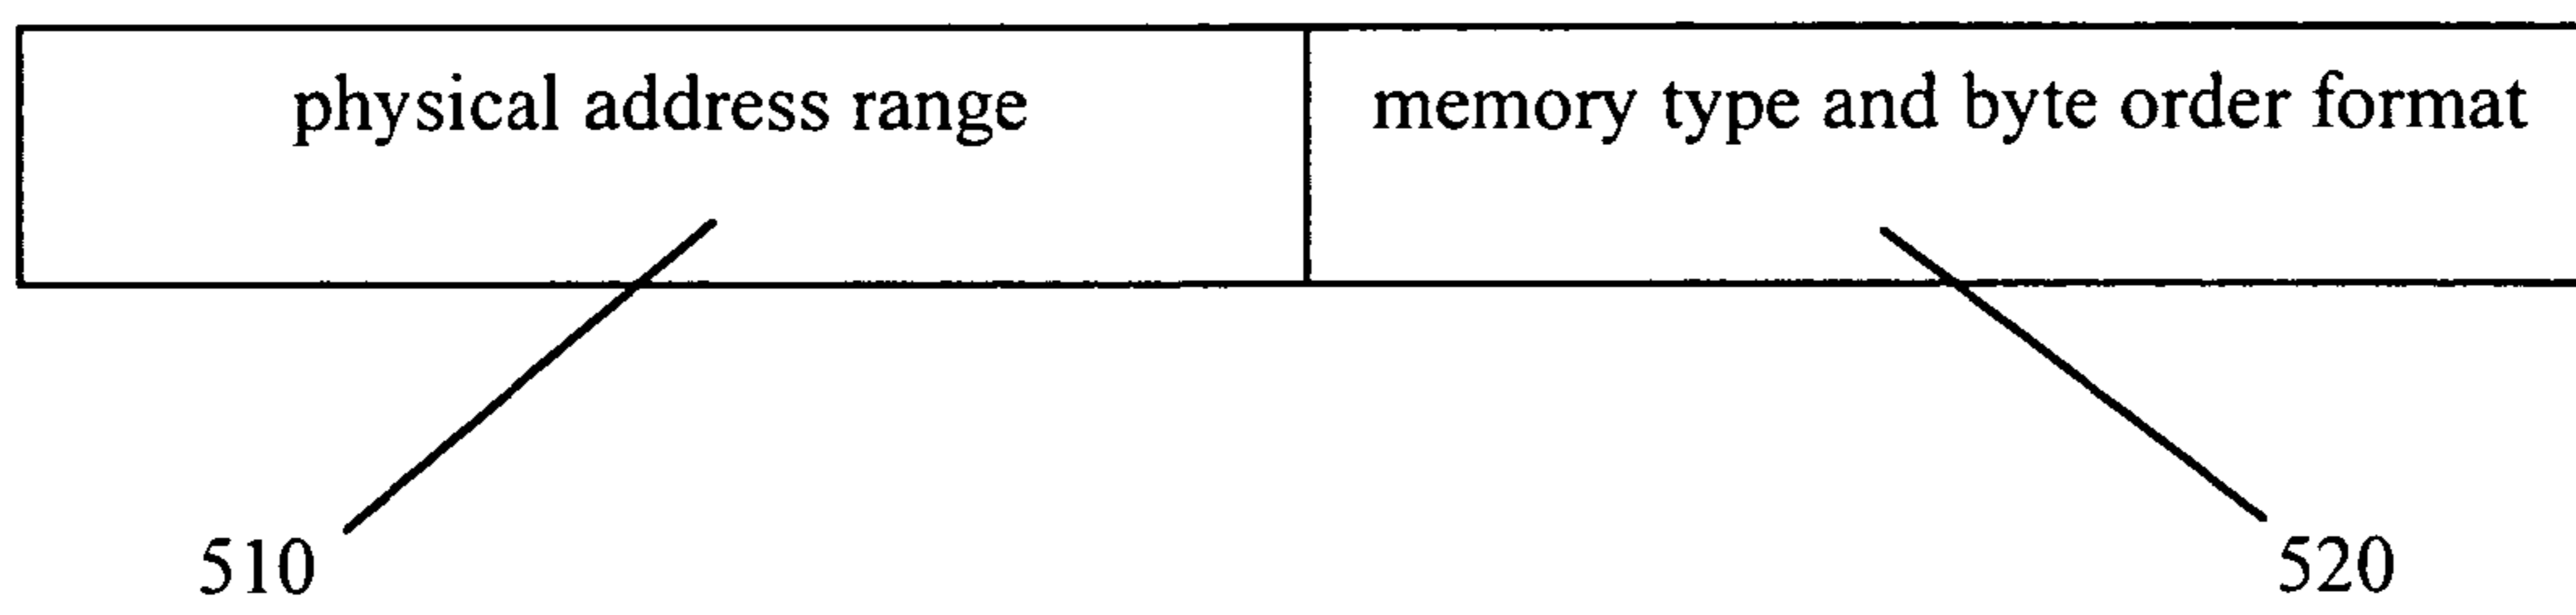 physical address range
memory type and byte order format
510
520